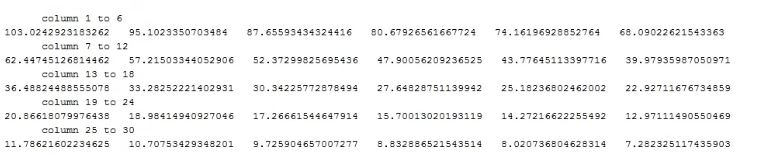 column 1 to 6
103.0242923183262 95.1023350703484 87.65593434324416 80.67926561667724 74.16196928852764 68.09022621543363
column 7 to 12
62.44745126814462 57.21503344052906 52.37299825695436 47.90056209236525 43.77645113397716 39.97935987050971
column 13 to 18
36.48824488555078 33.28252221402931 30.34225772878494 27.64828751139942 25.18236802462002 22.92711676734859
column 19 to 24
20.86618079976438 18.98414940927046 17.26661544647914 15.70013020193119 14.27216622255492 12.97111490550469
column 25 to 30
11.78621602234625 10.70753429348201 9.725904657007277 8.832886521543514 8.020736804628314 7.282325117435903